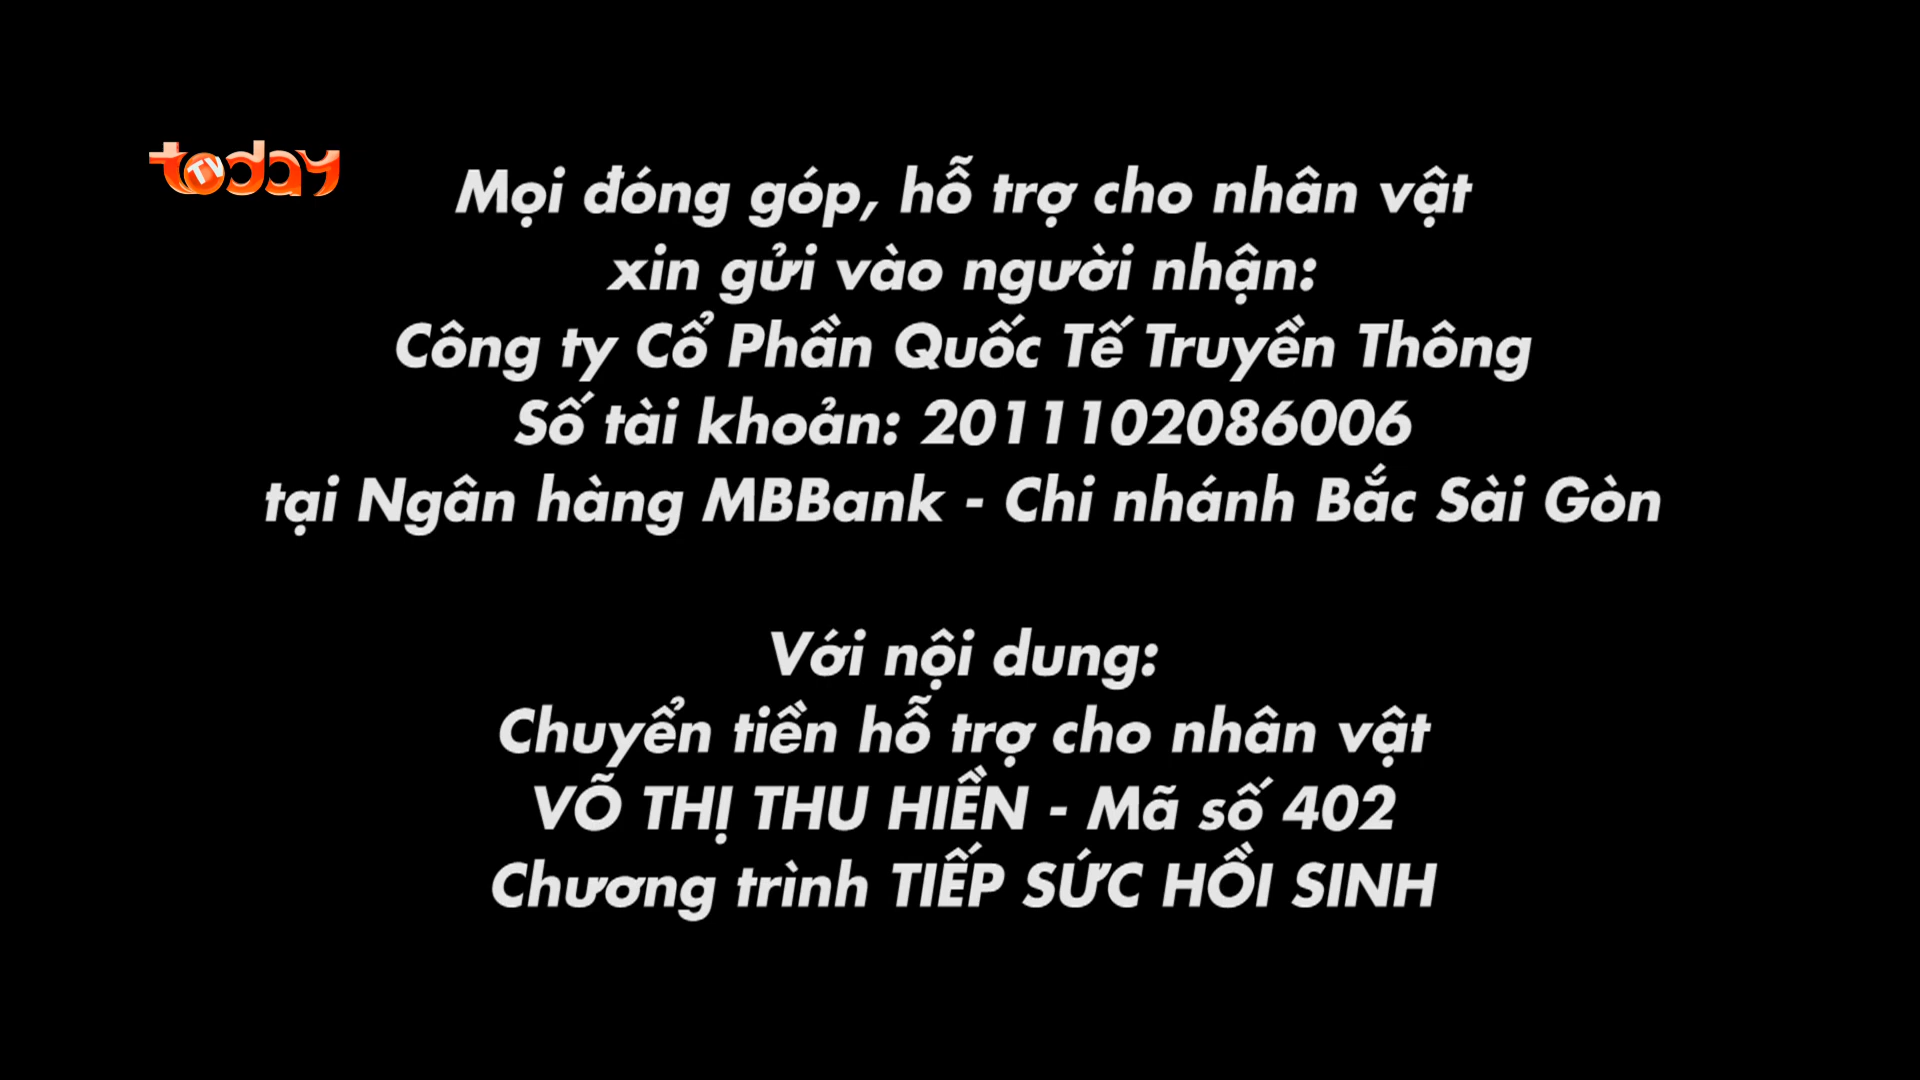 today TV
Mọi đóng góp, hỗ trợ cho nhân vật
xin gửi vào người nhận:
Công ty Cổ Phần Quốc Tế Truyền Thông
Số tài khoản: 2011102086006
tại Ngân hàng MBBank - Chi nhánh Bắc Sài Gòn
Với nội dung:
Chuyển tiền hỗ trợ cho nhân vật
VÕ THỊ THU HIỀN - Mã số 402
Chương trình TIẾP SỨC HỒI SINH